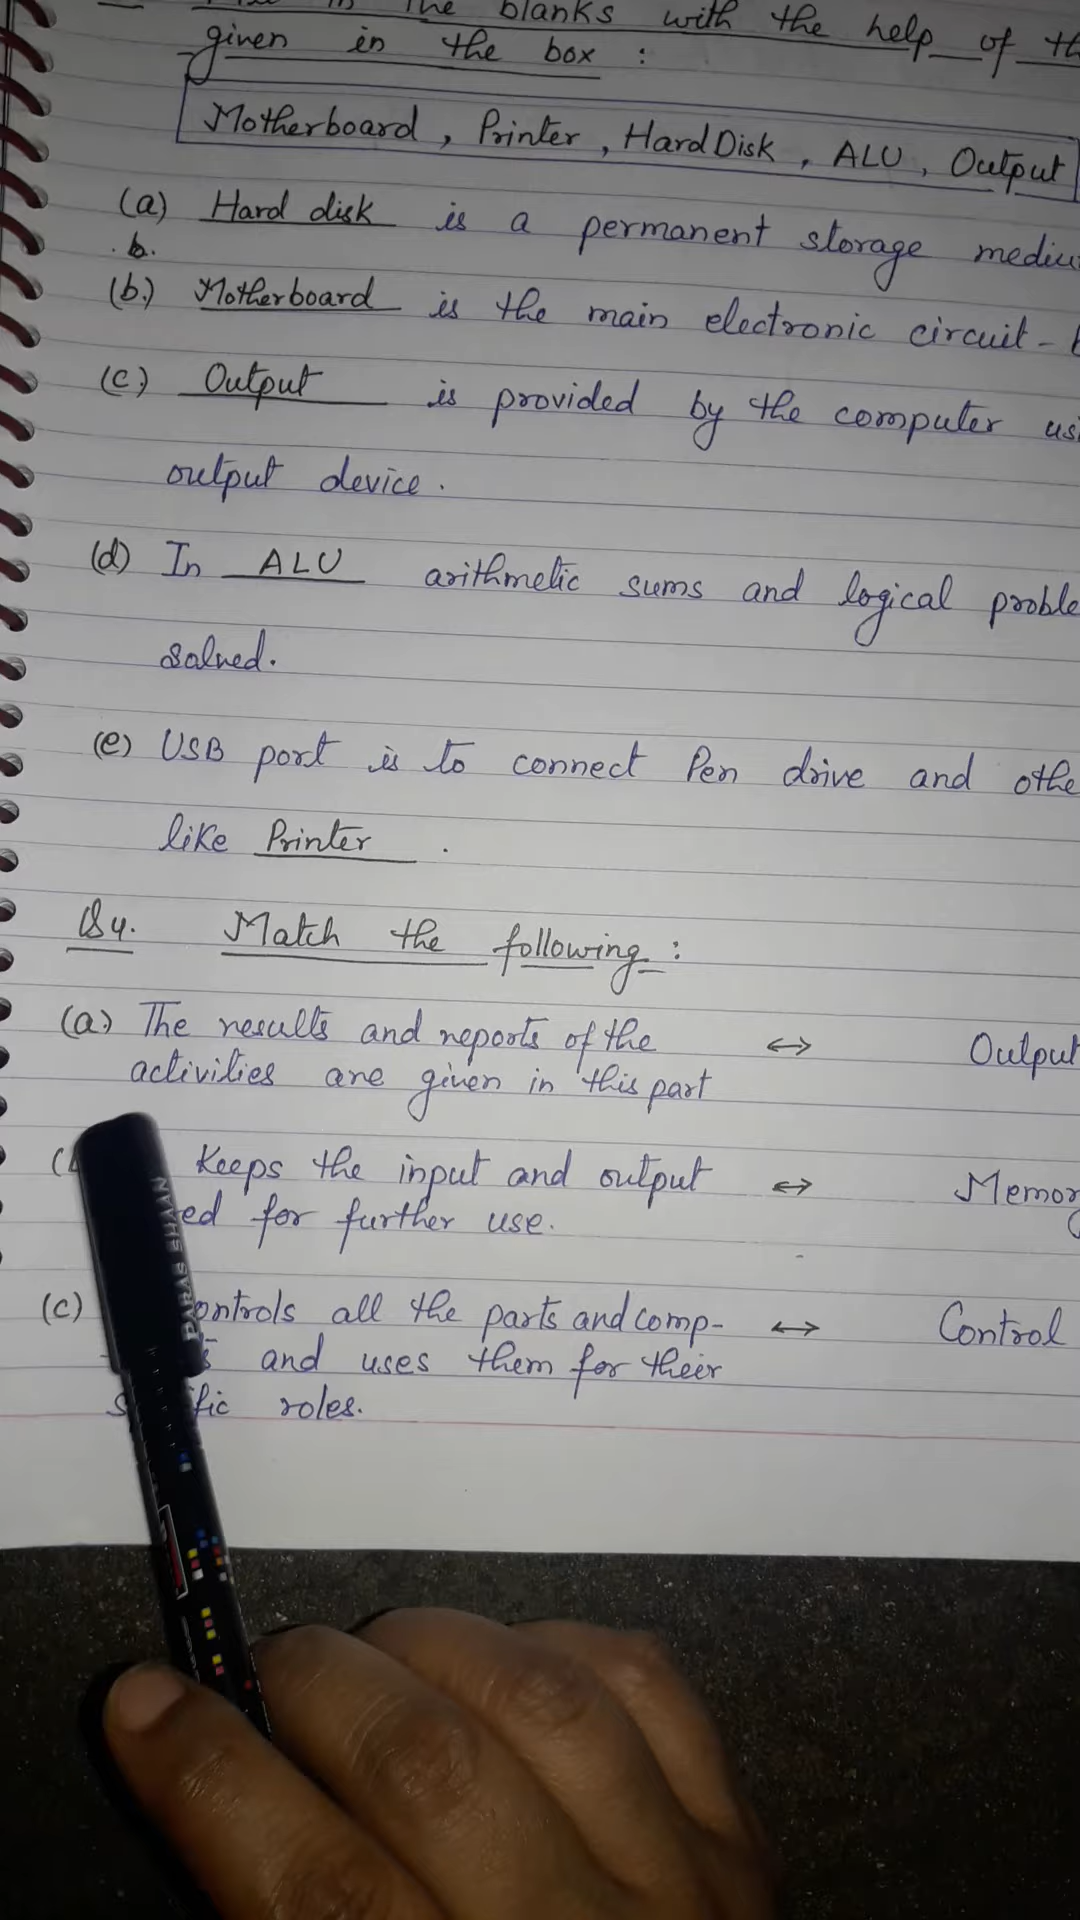 in the blanks with the help of
given in the box :
Motherboard , Printer , Hard Disk , ALU , Output
(a) Hard disk is a permanent storage
. b.
(b.) Motherboard is the main electronic circuit -
(c) Output is provided by the computer
output device .
(d) In ALU arithmetic sums and logical
solved.
(e) USB port is to connect Pen drive and
like Printer .
Q4. Match the following :
(a) The results and reports of the ↔ Output
activities are given in this part
Keeps the input and output ↔
for further use.
(c) all the parts and comp- ↔ Control
and uses them for their
roles.
PARAS SHAYAN